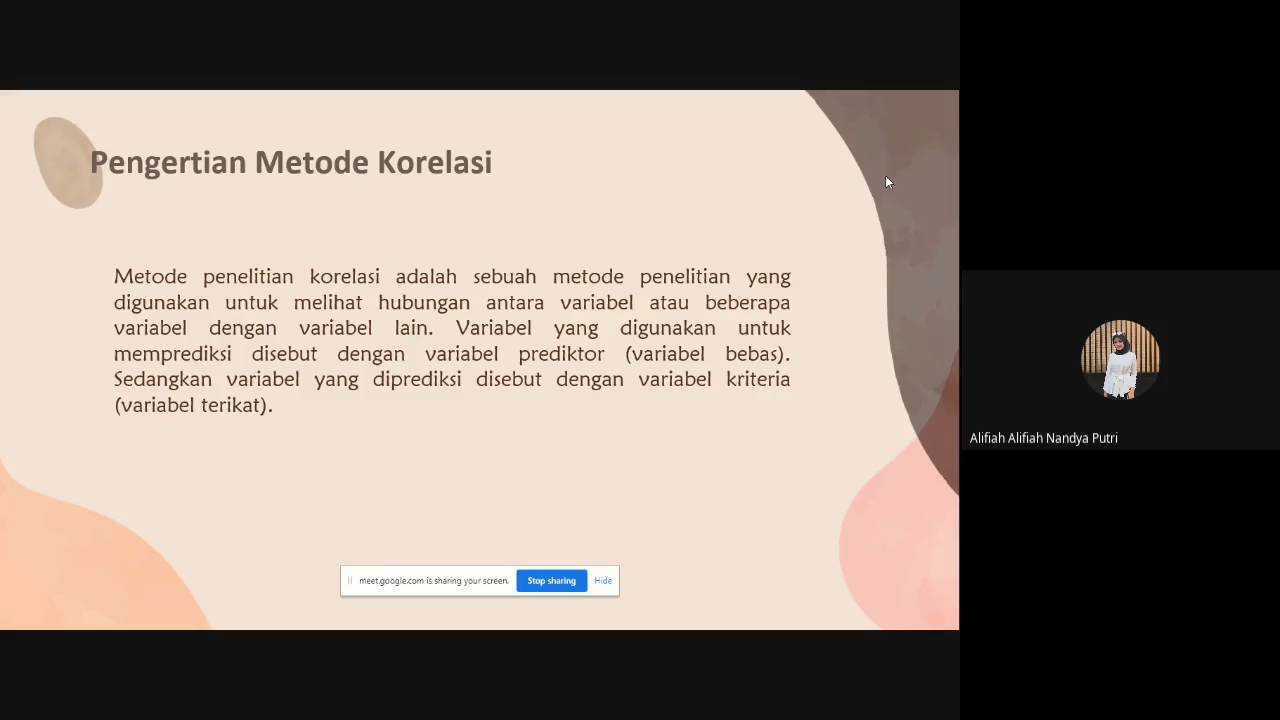 Pengertian Metode Korelasi
Metode penelitian korelasi adalah sebuah metode penelitian yang
digunakan untuk melihat hubungan antara variabel atau beberapa
variabel dengan variabel lain. Variabel yang digunakan untuk
memprediksi disebut dengan variabel prediktor (variabel bebas).
Sedangkan variabel yang diprediksi disebut dengan variabel kriteria
(variabel terikat).
meet.google.com is sharing your screen. Stop sharing Hide
Alifiah Alifiah Nandya Putri